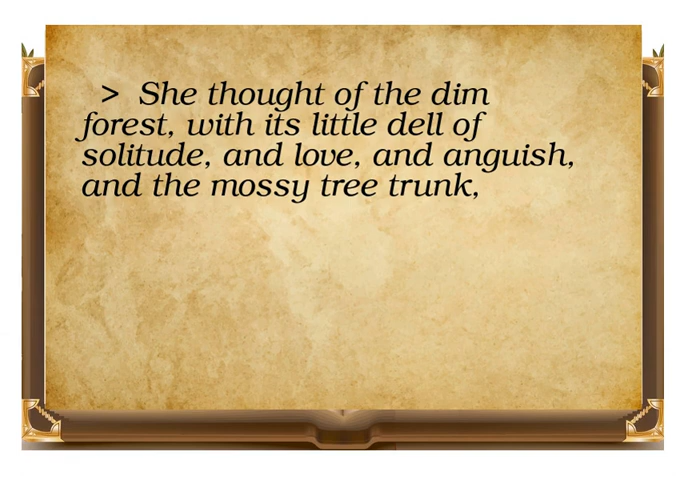 > She thought of the dim
forest, with its little dell of
solitude, and love, and anguish,
and the mossy tree trunk,